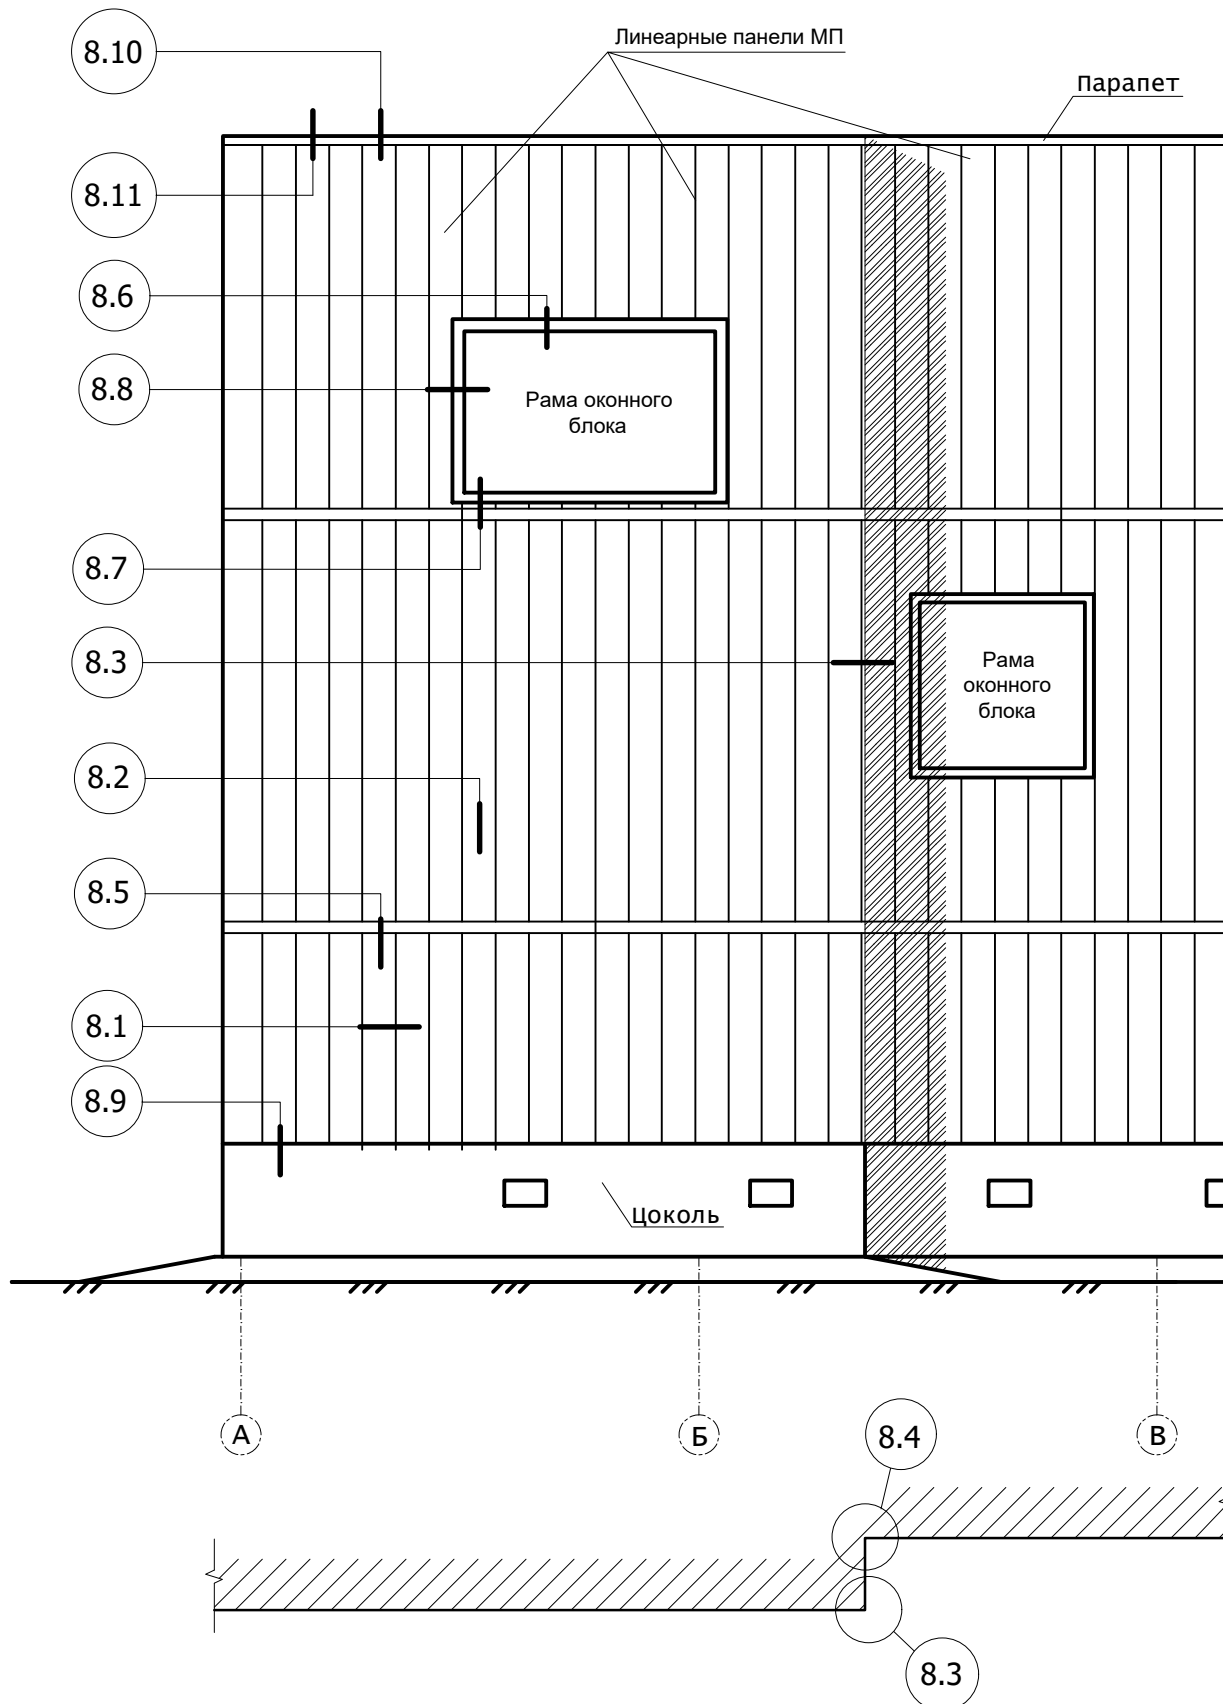 8.10
Линеарные панели МП
Парапет
8.11
8.6
8.8
Рама оконного
блока
8.7
8.3
Рама
оконного
блока
8.2
8.5
8.1
8.9
Цоколь
А
Б
В
8.4
8.3